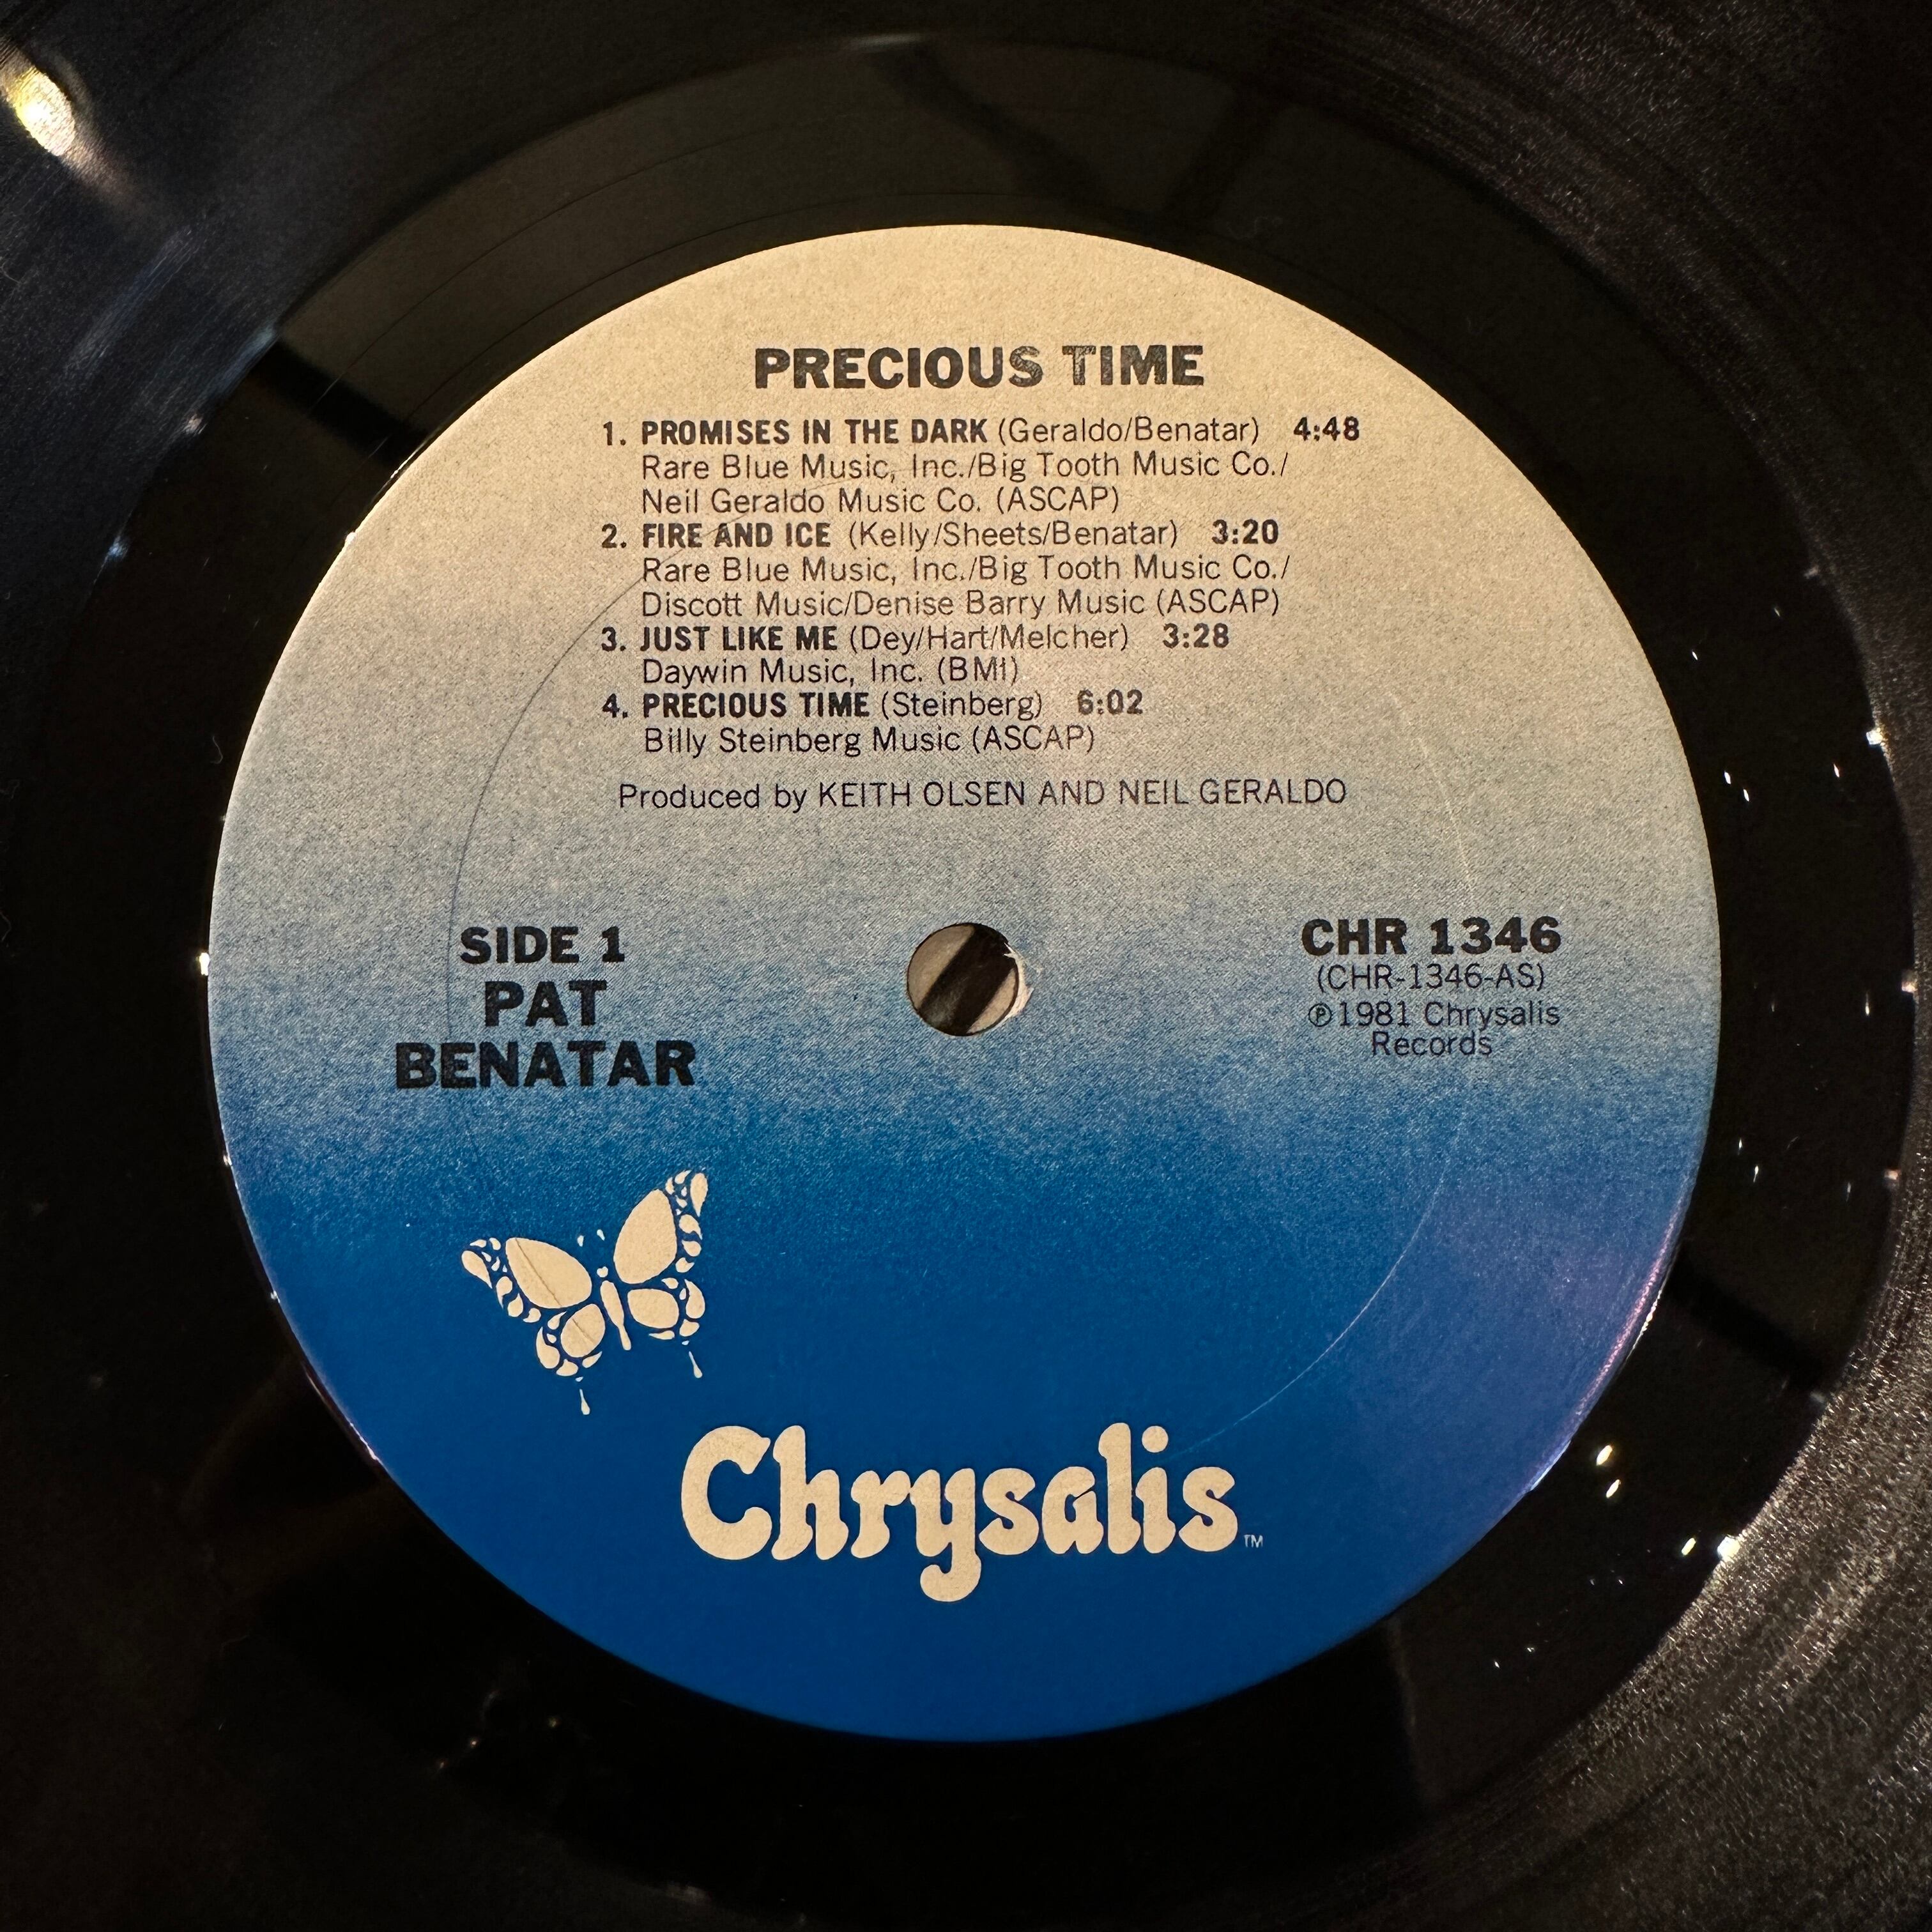 PRECIOUS TIME
1. PROMISES IN THE DARK (Geraldo/Benatar) 4:48
Rare Blue Music, Inc./Big Tooth Music Co./
Neil Geraldo Music Co. (ASCAP)
2. FIRE AND ICE (Kelly/Sheets/Benatar) 3:20
Rare Blue Music, Inc./Big Tooth Music Co./
Discott Music/Denise Barry Music (ASCAP)
3. JUST LIKE ME (Dey/Hart/Melcher) 3:28
Daywin Music, Inc. (BMI)
4. PRECIOUS TIME (Steinberg) 6:02
Billy Steinberg Music (ASCAP)
Produced by KEITH OLSEN AND NEIL GERALDO
SIDE 1
PAT
BENATAR
CHR 1346
(CHR-1346-AS)
℗1981 Chrysalis
Records
Chrysalis™